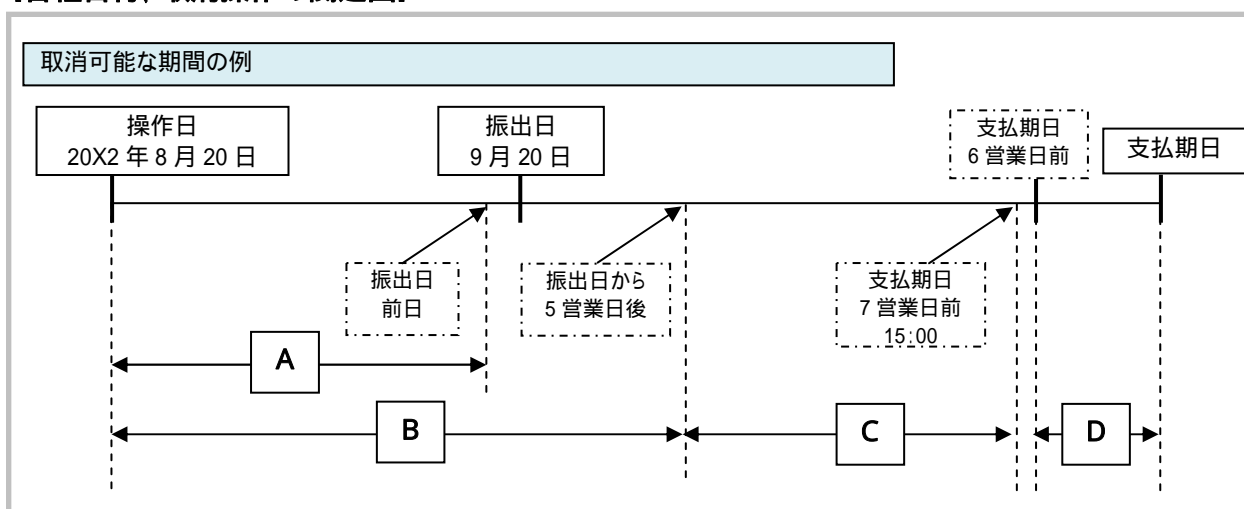 取消可能な期間の例
操作日
20X2 年 8 月 20 日
振出日
9 月 20 日
支払期日
6 営業日前
支払期日
振出日
前日
振出日から
5 営業日後
支払期日
7 営業日前
15:00
A
B
C
D